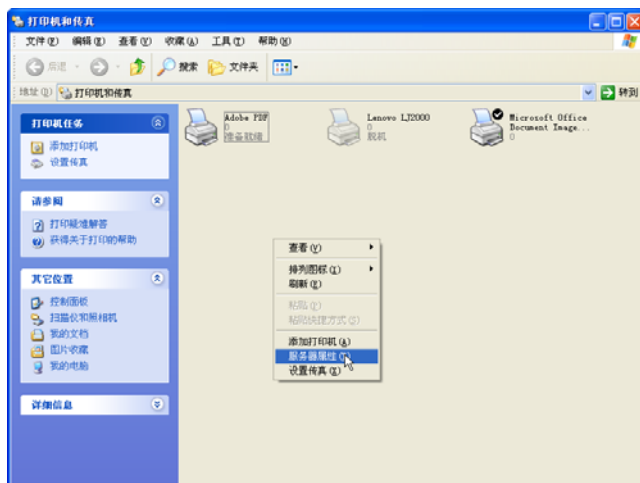 打印机和传真
文件(F) 编辑(E) 查看(V) 收藏(A) 工具(T) 帮助(H)
后退 搜索 文件夹
地址(D) 打印机和传真 转到
打印机任务
添加打印机
设置传真
请参阅
打印疑难解答
获得关于打印的帮助
其它位置
控制面板
扫描仪和照相机
我的文档
图片收藏
我的电脑
详细信息
Adobe PDF
0
准备就绪
Lenovo LJ2000
0
脱机
Microsoft Office
Document Image...
0
查看(V)
排列图标(I)
刷新(E)
粘贴(P)
粘贴快捷方式(S)
添加打印机(A)
服务器属性(T)
设置传真(X)